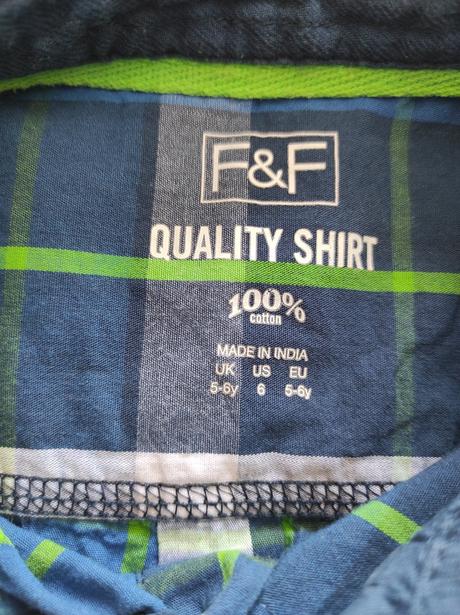 F&F
QUALITY SHIRT
100%
cotton
MADE IN INDIA
UK US EU
5-6y 6 5-6y